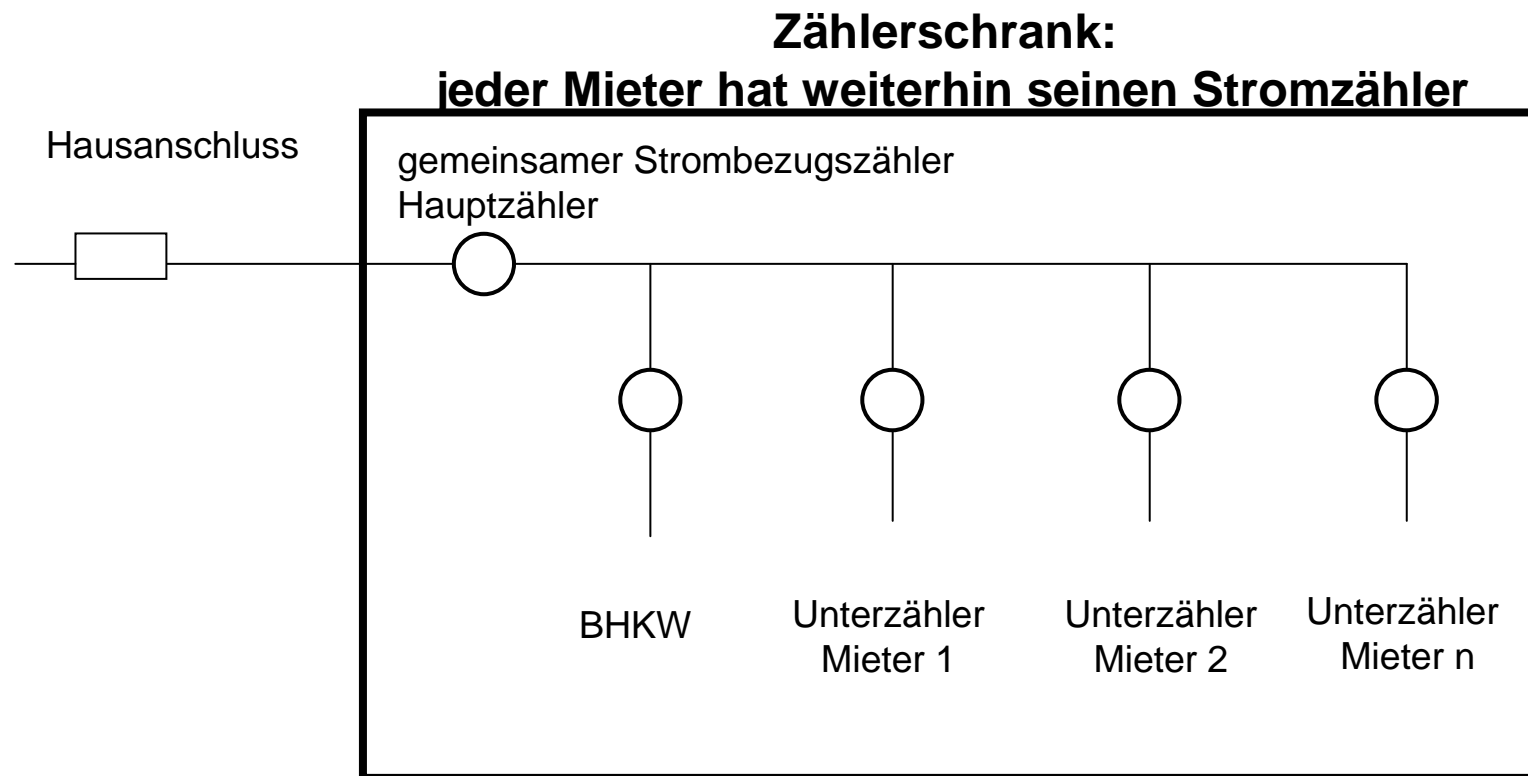 Zählerschrank:
jeder Mieter hat weiterhin seinen Stromzähler
Hausanschluss
gemeinsamer Strombezugszähler
Hauptzähler
BHKW
Unterzähler
Mieter 1
Unterzähler
Mieter 2
Unterzähler
Mieter n